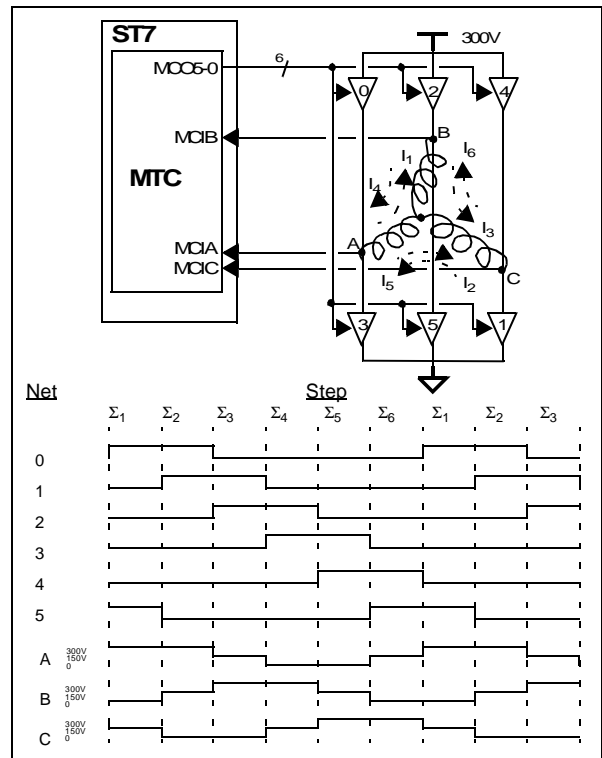 ST7
MCO5-0
6
300V
0 2 4
MCIB
B
I1 I6
MTC
I4
I3
A
MCIA
MCIC
I5 I2
C
3 5 1
Net Step
Σ1 Σ2 Σ3 Σ4 Σ5 Σ6 Σ1 Σ2 Σ3
0
1
2
3
4
5
A 300V 150V 0
B 300V 150V 0
C 300V 150V 0